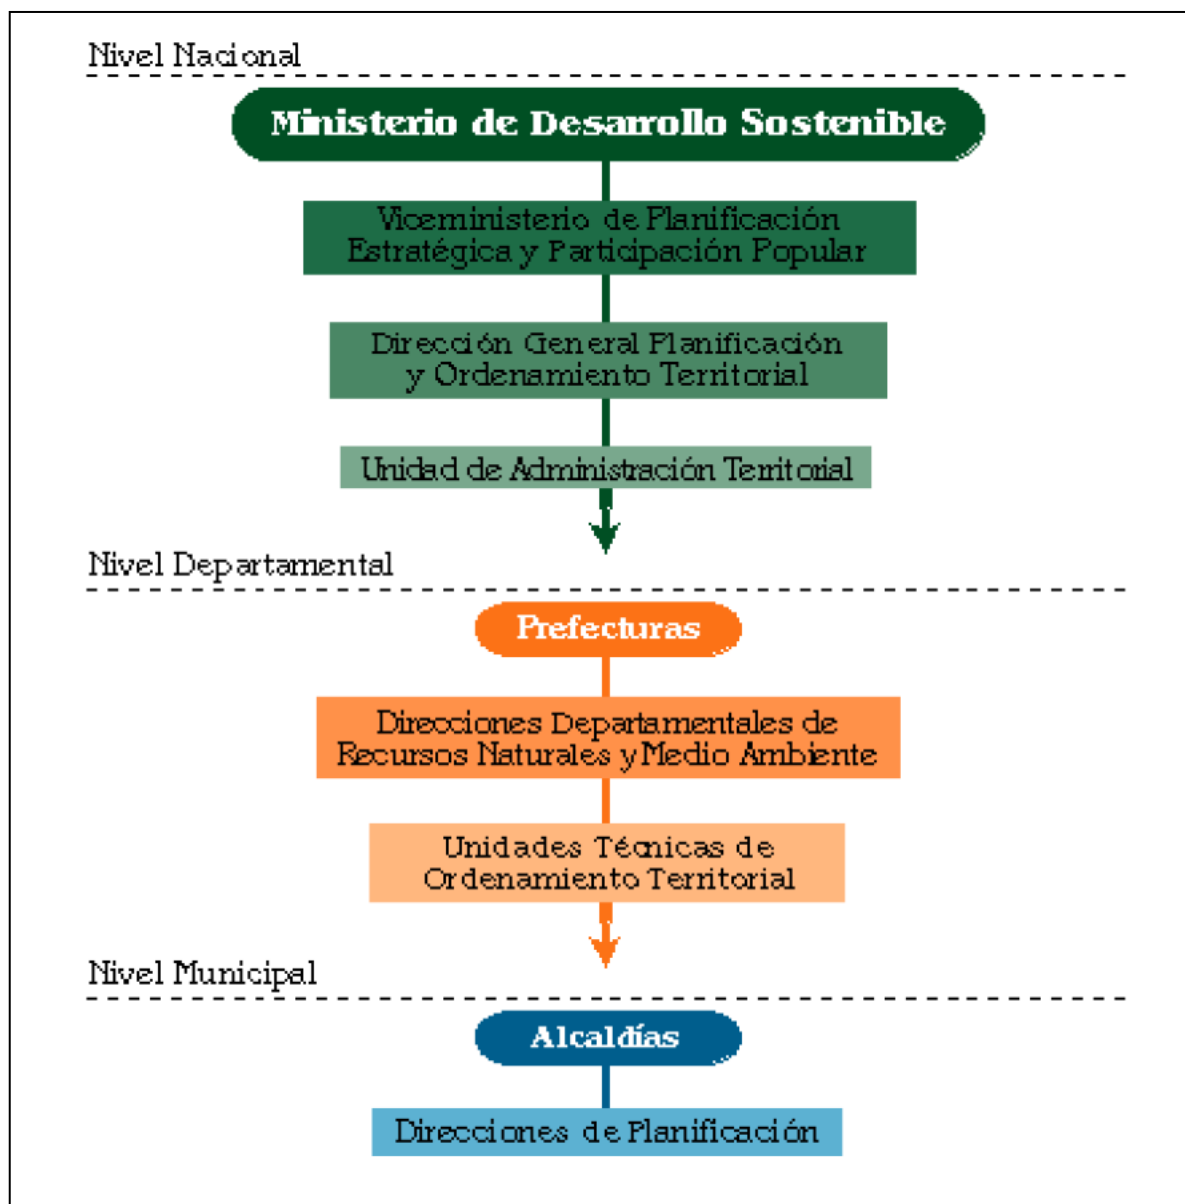 Nivel Nacional
Ministerio de Desarrollo Sostenible
Viceministerio de Planificación
Estratégica y Participación Popular
Dirección General Planificación
y Ordenamiento Territorial
Unidad de Administración Territorial
Nivel Departamental
Prefecturas
Direcciones Departamentales de
Recursos Naturales y Medio Ambiente
Unidades Técnicas de
Ordenamiento Territorial
Nivel Municipal
Alcaldías
Direcciones de Planificación